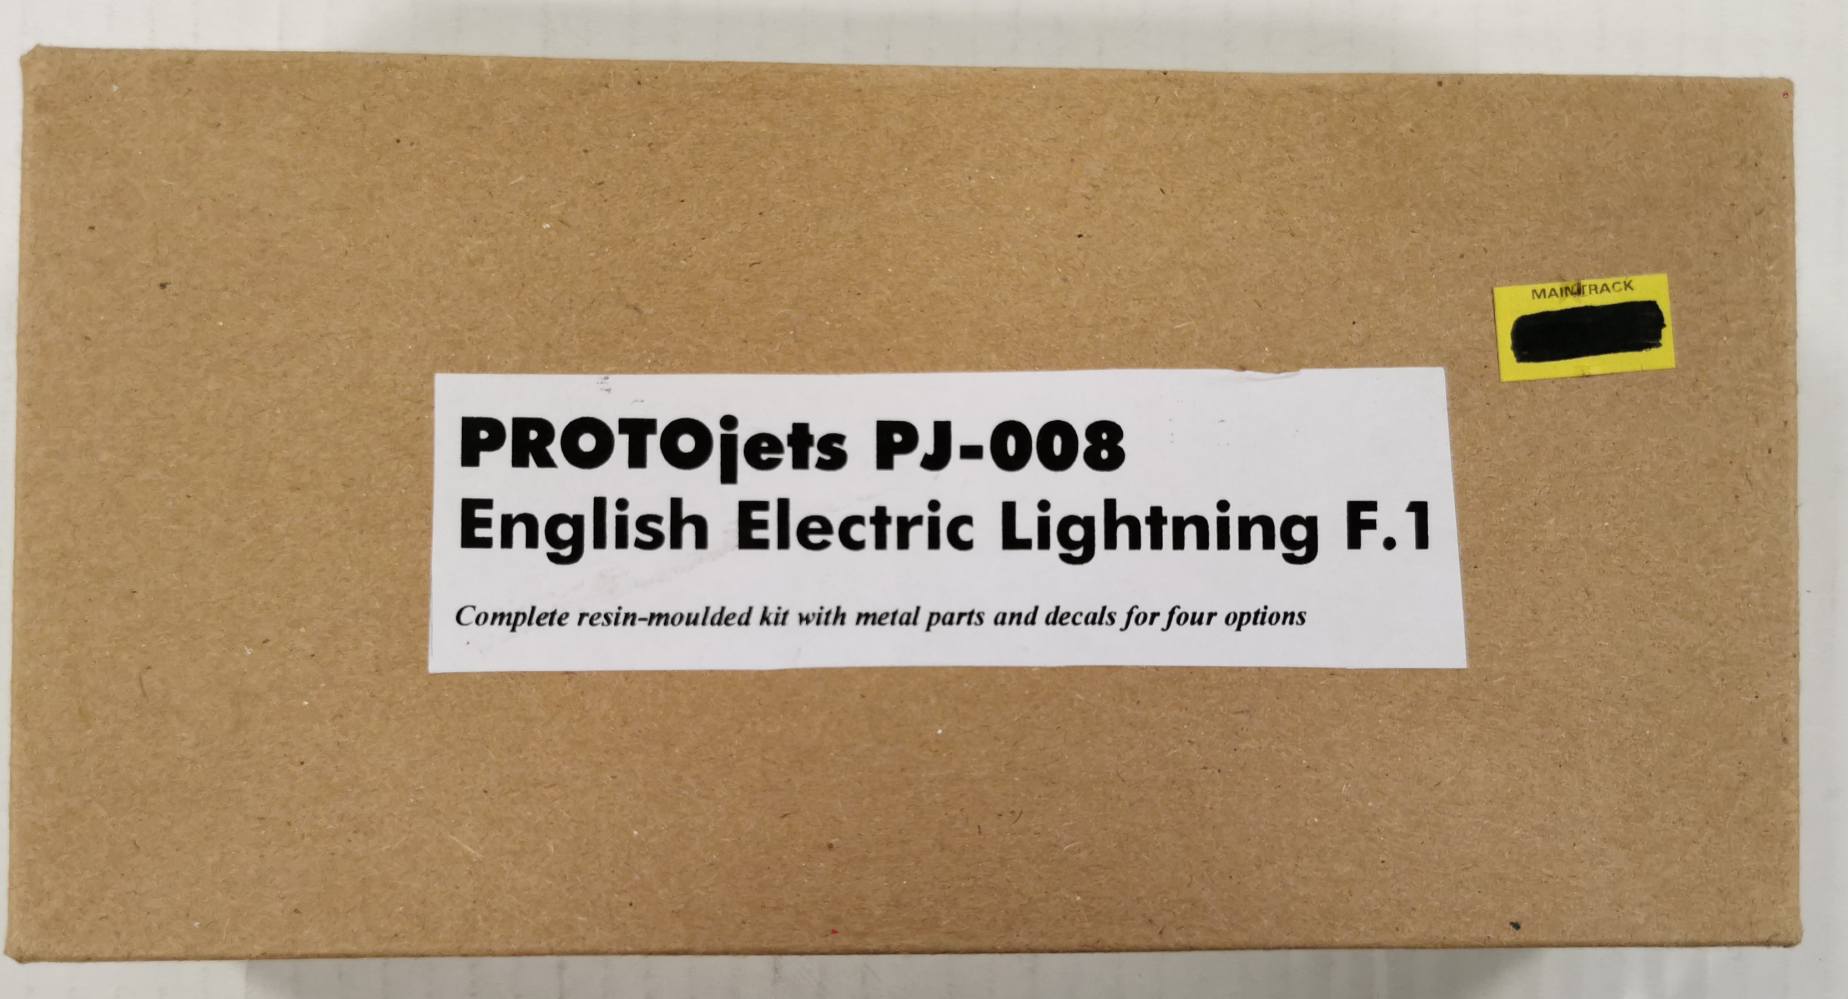 MAINTRACK
PROTOjets PJ-008
English Electric Lightning F.1
Complete resin-moulded kit with metal parts and decals for four options